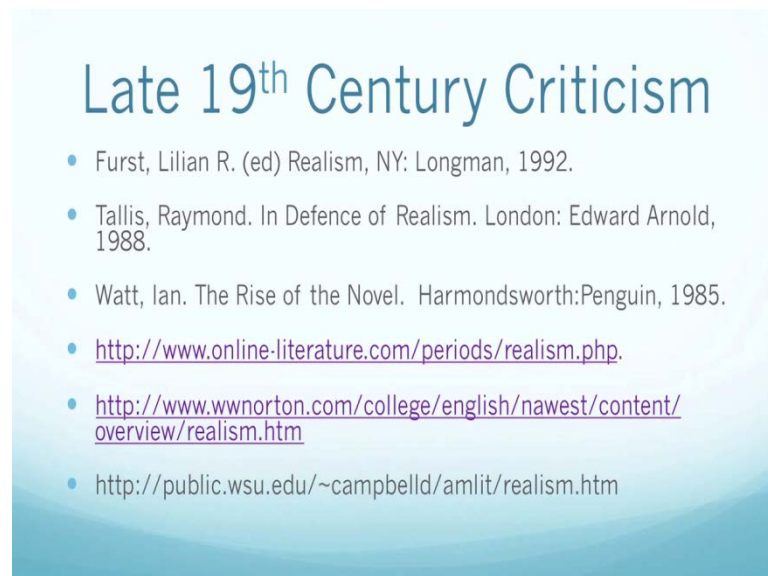 Late 19th Century Criticism
Furst, Lilian R. (ed) Realism, NY: Longman, 1992.
Tallis, Raymond. In Defence of Realism. London: Edward Arnold,
1988.
Watt, Ian. The Rise of the Novel. Harmondsworth:Penguin, 1985.
http://www.online-literature.com/periods/realism.php.
http://www.wwnorton.com/college/english/nawest/content/
overview/realism.htm
http://public.wsu.edu/~campbelld/amlit/realism.htm